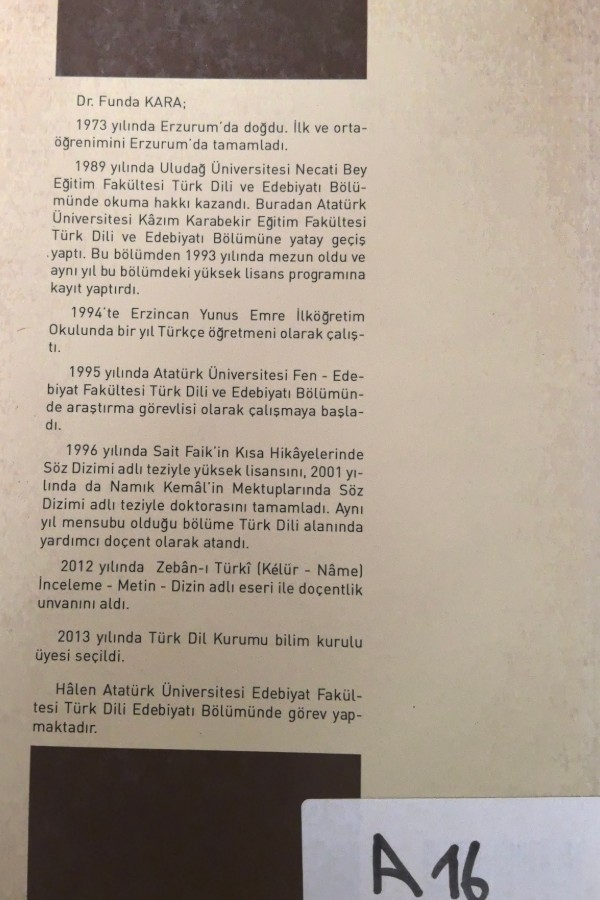 Dr. Funda KARA;
1973 yılında Erzurum'da doğdu. İlk ve orta-
öğrenimini Erzurum'da tamamladı.
1989 yılında Uludağ Üniversitesi Necati Bey
Eğitim Fakültesi Türk Dili ve Edebiyatı Bölü-
münde okuma hakkı kazandı. Buradan Atatürk
Üniversitesi Kâzım Karabekir Eğitim Fakültesi
Türk Dili ve Edebiyatı Bölümüne yatay geçiş
yaptı. Bu bölümden 1993 yılında mezun oldu ve
aynı yıl bu bölümdeki yüksek lisans programına
kayıt yaptırdı.
1994'te Erzincan Yunus Emre İlköğretim
Okulunda bir yıl Türkçe öğretmeni olarak çalış-
tı.
1995 yılında Atatürk Üniversitesi Fen - Ede-
biyat Fakültesi Türk Dili ve Edebiyatı Bölümün-
de araştırma görevlisi olarak çalışmaya başla-
dı.
1996 yılında Sait Faik'in Kısa Hikâyelerinde
Söz Dizimi adlı teziyle yüksek lisansını, 2001 yı-
lında da Namık Kemâl'in Mektuplarında Söz
Dizimi adlı teziyle doktorasını tamamladı. Aynı
yıl mensubu olduğu bölüme Türk Dili alanında
yardımcı doçent olarak atandı.
2012 yılında Zebân-ı Türkî (Kélür - Nâme)
İnceleme - Metin - Dizin adlı eseri ile doçentlik
unvanını aldı.
2013 yılında Türk Dil Kurumu bilim kurulu
üyesi seçildi.
Hâlen Atatürk Üniversitesi Edebiyat Fakül-
tesi Türk Dili Edebiyatı Bölümünde görev yap-
maktadır.
A16